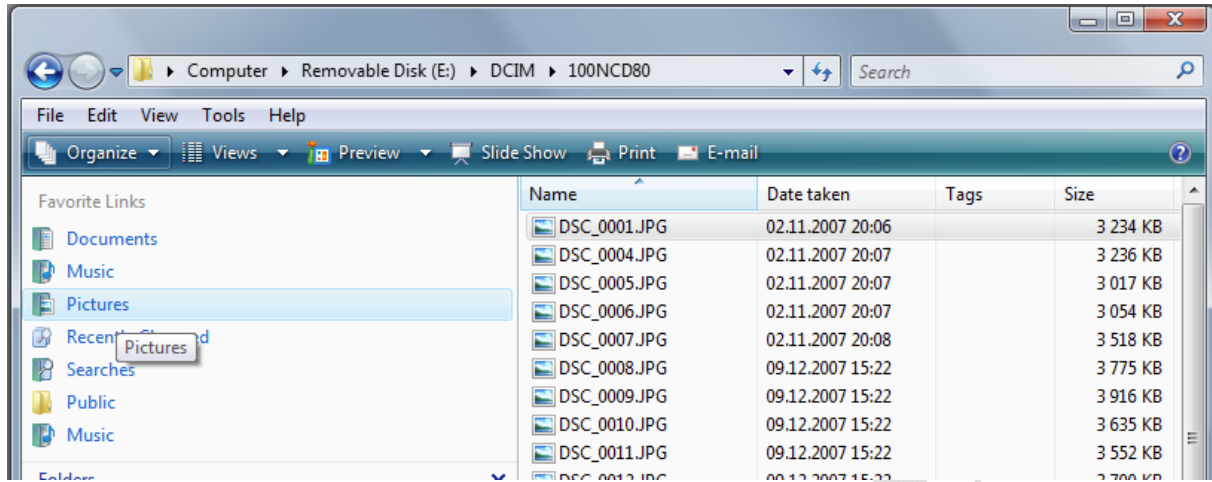 Computer ▸ Removable Disk (E:) ▸ DCIM ▸ 100NCD80
Search
File Edit View Tools Help
Organize Views Preview Slide Show Print E-mail
Favorite Links
Documents
Music
Pictures
Pictures
Searches
Public
Music
Name Date taken Tags Size
DSC_0001.JPG 02.11.2007 20:06 3 234 KB
DSC_0004.JPG 02.11.2007 20:07 3 236 KB
DSC_0005.JPG 02.11.2007 20:07 3 017 KB
DSC_0006.JPG 02.11.2007 20:07 3 054 KB
DSC_0007.JPG 02.11.2007 20:08 3 518 KB
DSC_0008.JPG 09.12.2007 15:22 3 775 KB
DSC_0009.JPG 09.12.2007 15:22 3 916 KB
DSC_0010.JPG 09.12.2007 15:22 3 635 KB
DSC_0011.JPG 09.12.2007 15:22 3 552 KB
Folders